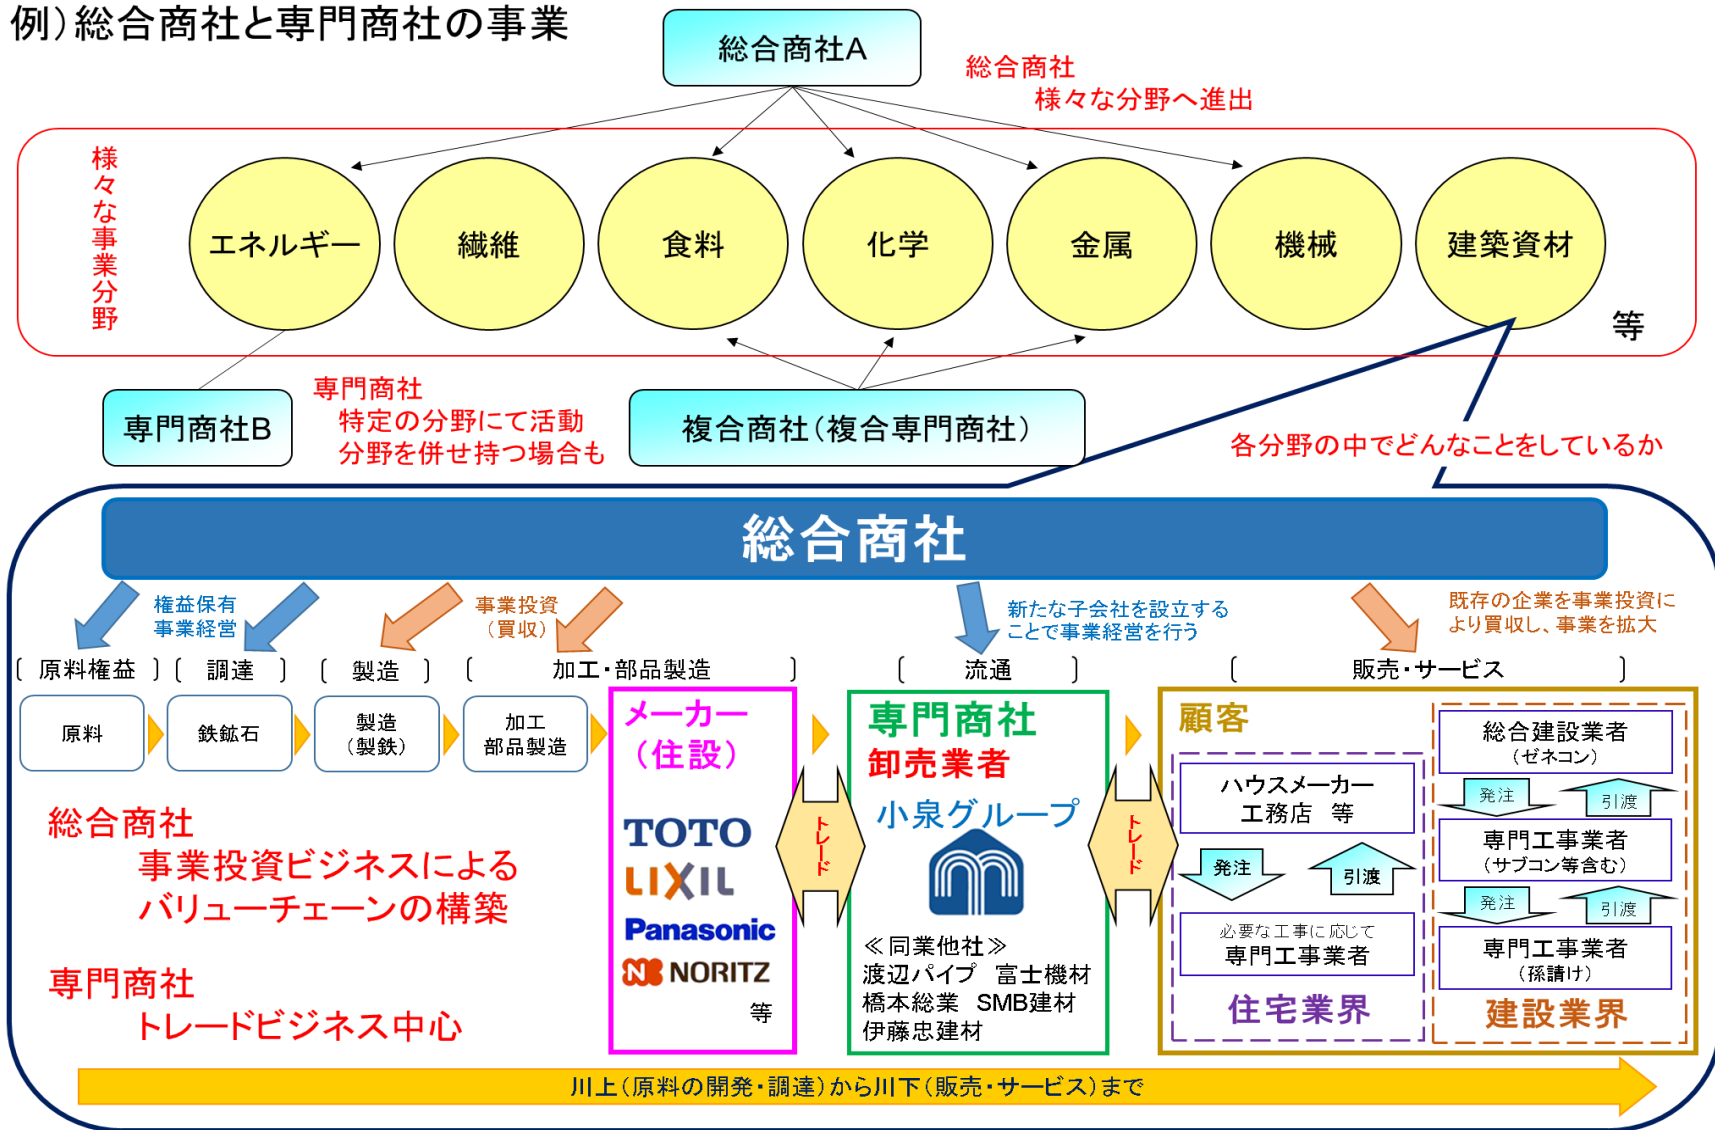 例）総合商社と専門商社の事業
総合商社A
総合商社
様々な分野へ進出
様々な事業分野
エネルギー
繊維
食料
化学
金属
機械
建築資材
等
専門商社B
専門商社
特定の分野にて活動
分野を併せ持つ場合も
複合商社（複合専門商社）
各分野の中でどんなことをしているか
総合商社
権益保有
事業経営
事業投資
（買収）
新たな子会社を設立する
ことで事業経営を行う
既存の企業を事業投資に
より買収し、事業を拡大
〔 原料権益 〕
〔 調達 〕
〔 製造 〕
〔 加工・部品製造 〕
〔 流通 〕
〔 販売・サービス 〕
原料
鉄鉱石
製造
（製鉄）
加工
部品製造
メーカー
（住設）
TOTO
LIXIL
Panasonic
NORITZ
等
トレード
専門商社
卸売業者
小泉グループ
≪同業他社≫
渡辺パイプ 富士機材
橋本総業 SMB建材
伊藤忠建材
トレード
顧客
ハウスメーカー
工務店 等
発注
引渡
必要な工事に応じて
専門工事業者
住宅業界
総合建設業者
（ゼネコン）
発注
引渡
専門工事業者
（サブコン等含む）
発注
引渡
専門工事業者
（孫請け）
建設業界
総合商社
事業投資ビジネスによる
バリューチェーンの構築
専門商社
トレードビジネス中心
川上（原料の開発・調達）から川下（販売・サービス）まで